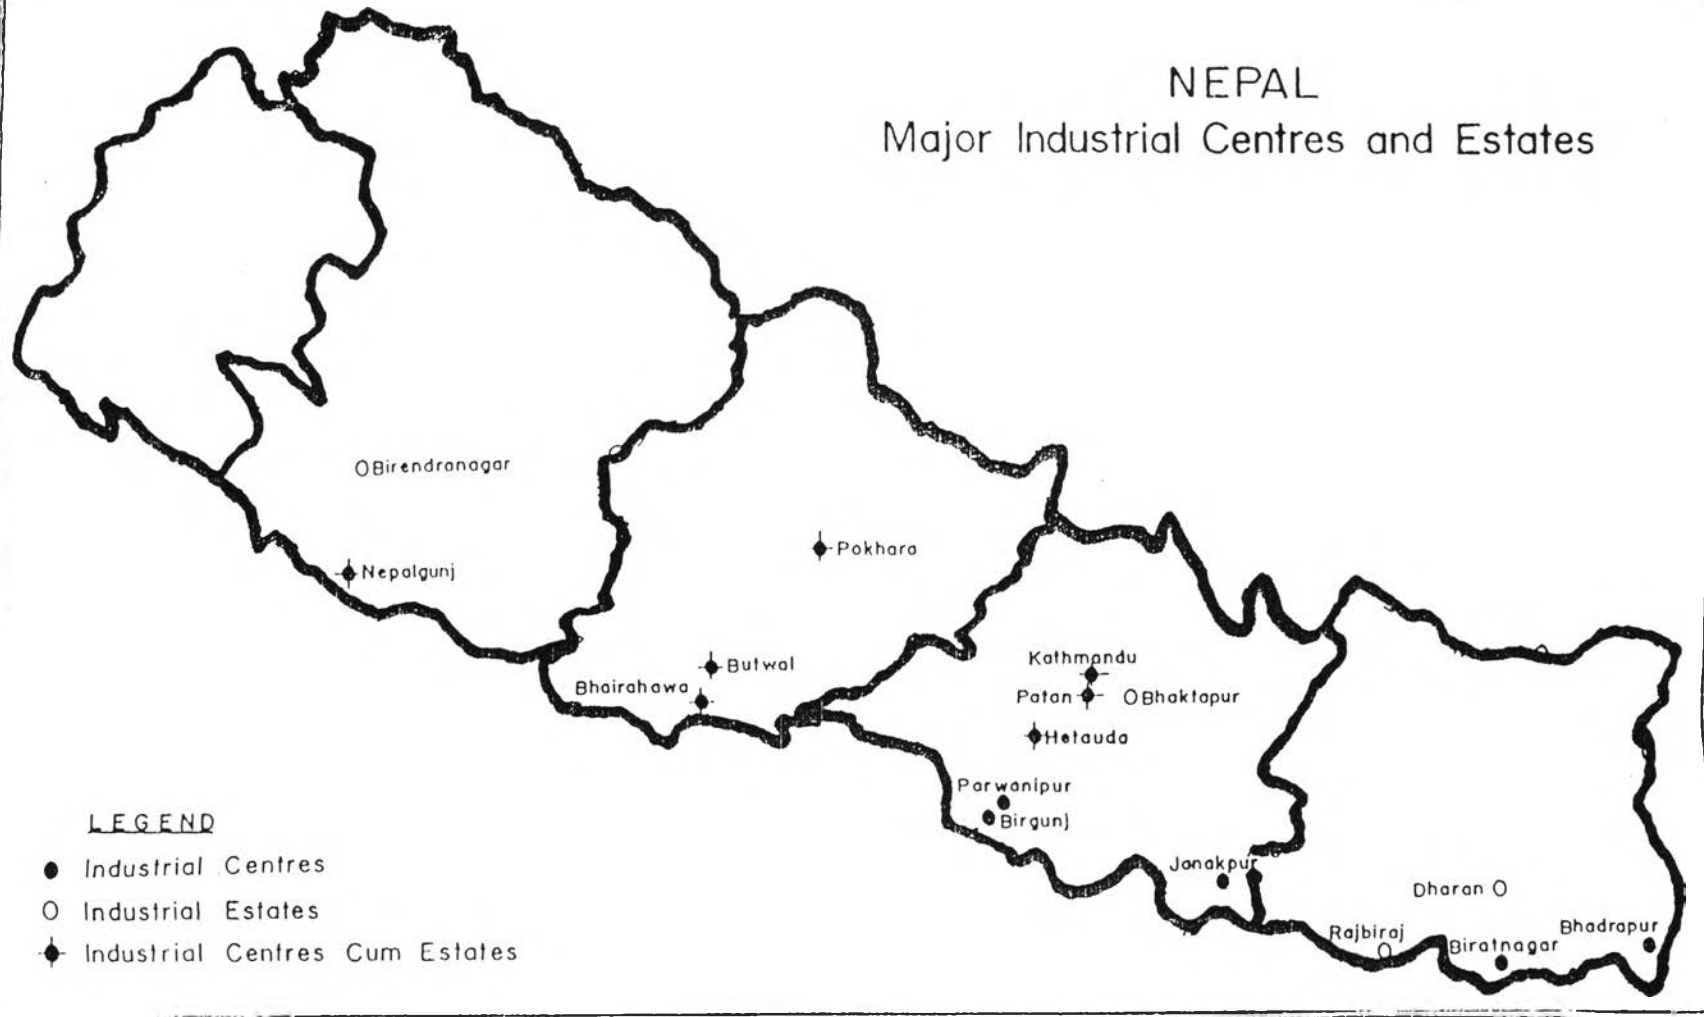 NEPAL
Major Industrial Centres and Estates
Birendranagar
Nepalgunj
Pokhara
Butwal
Bhairahawa
Kathmandu
Patan
Bhaktapur
Hetauda
Parwanipur
Birgunj
Janakpur
Dharan
Rajbiraj
Biratnagar
Bhadrapur
LEGEND
Industrial Centres
Industrial Estates
Industrial Centres Cum Estates